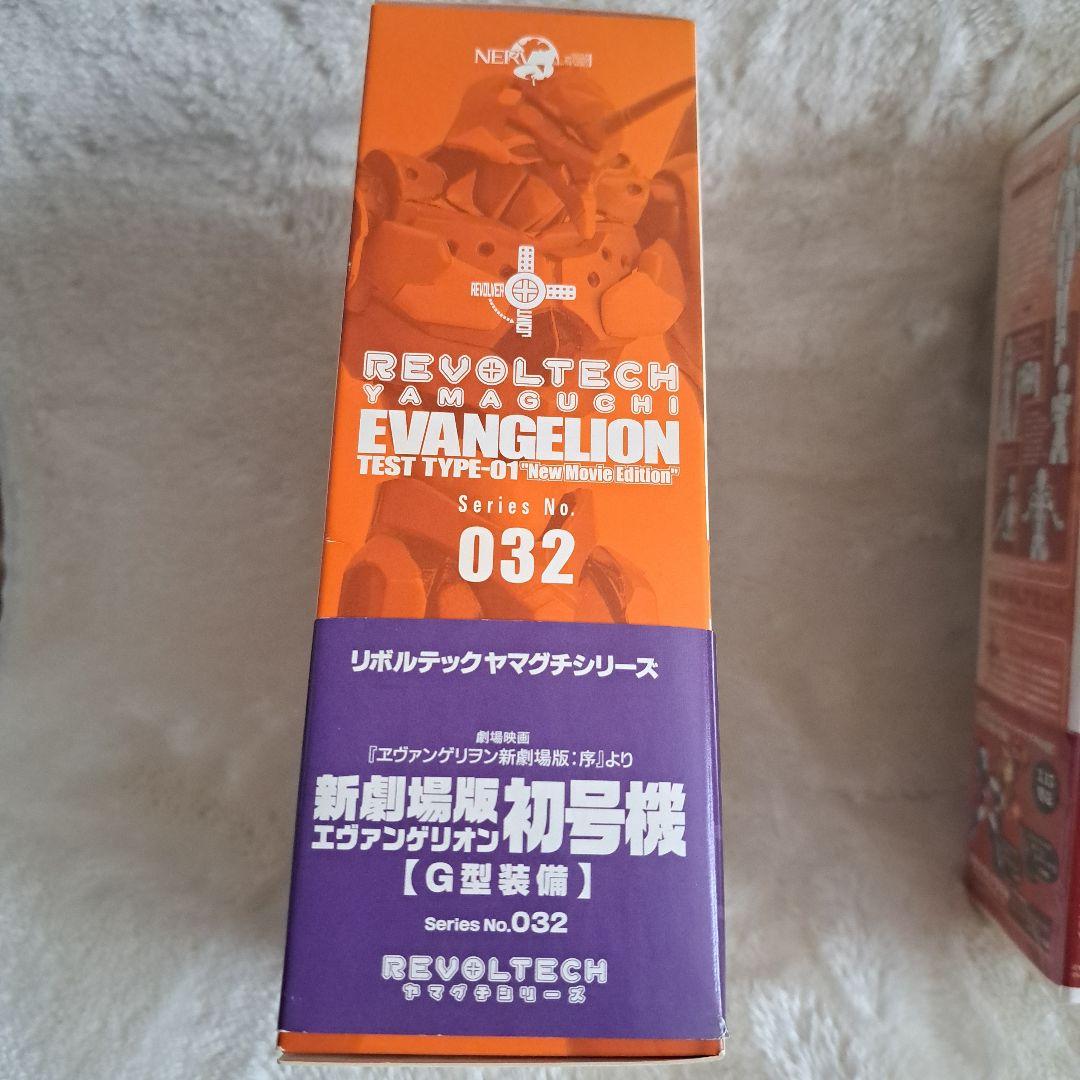 NERV
REVOLVER
JOINT
REVOLTECH
YAMAGUCHI
EVANGELION
TEST TYPE-01 "New Movie Edition"
Series No.
032
リボルテックヤマグチシリーズ
劇場映画
『ヱヴァンゲリヲン新劇場版:序』より
新劇場版
エヴァンゲリオン
初号機
【G型装備】
Series No.032
REVOLTECH
ヤマグチシリーズ